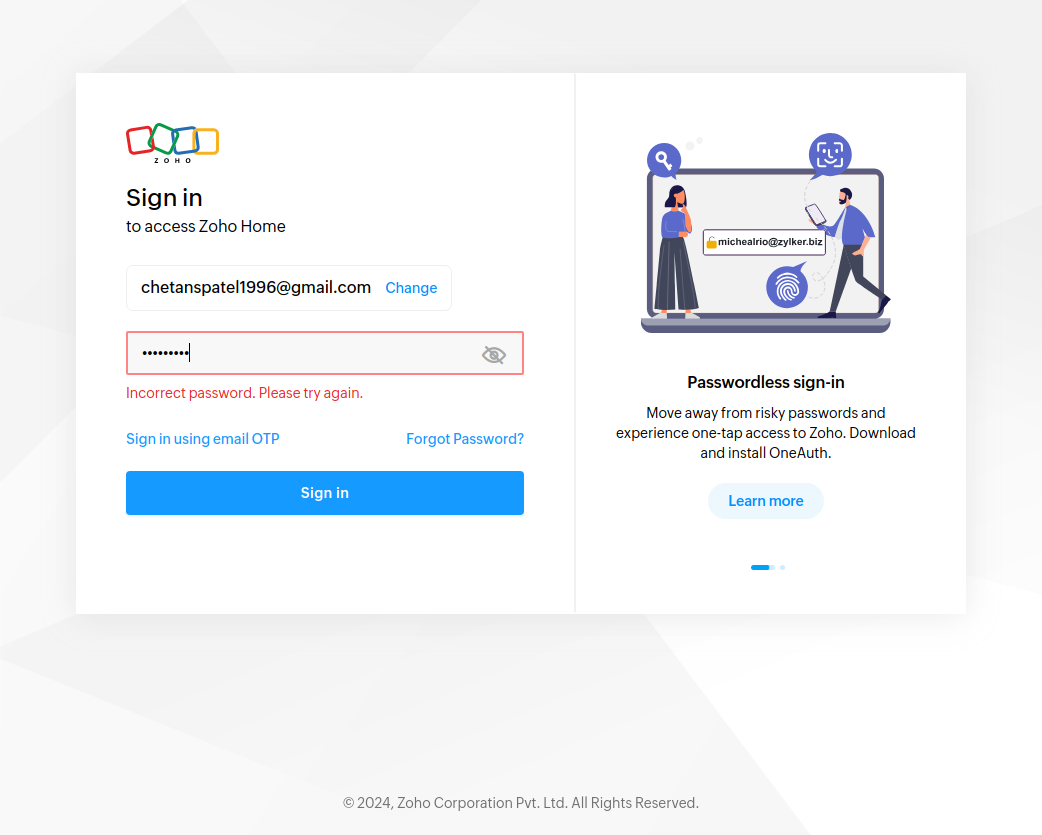 ZOHO
Sign in
to access Zoho Home
chetanspatel1996@gmail.com Change
•••••••••
Incorrect password. Please try again.
Sign in using email OTP Forgot Password?
Sign in
michealrio@zylker.biz
Passwordless sign-in
Move away from risky passwords and
experience one-tap access to Zoho. Download
and install OneAuth.
Learn more
© 2024, Zoho Corporation Pvt. Ltd. All Rights Reserved.